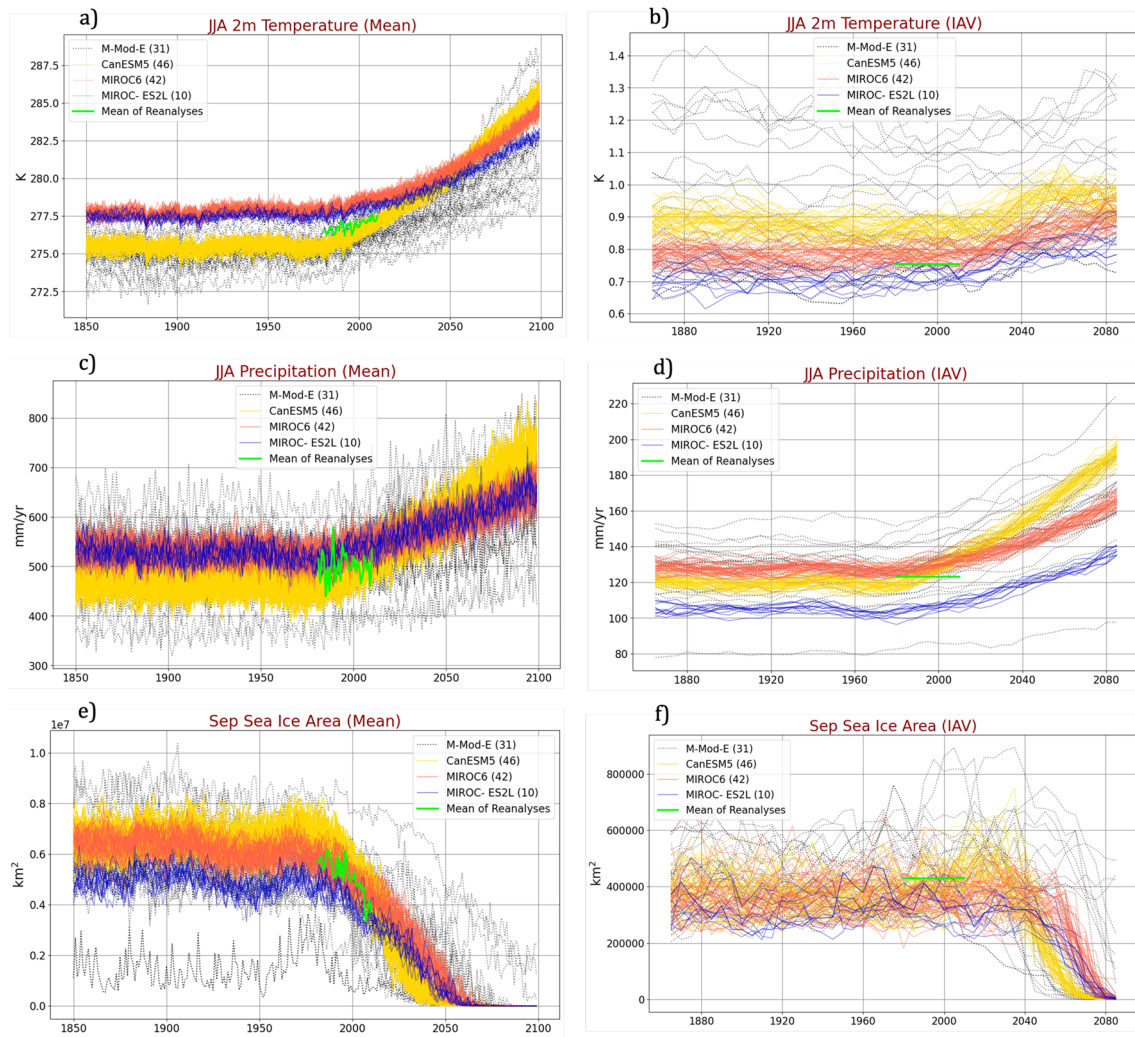 a)
JJA 2m Temperature (Mean)
M-Mod-E (31)
CanESM5 (46)
MIROC6 (42)
MIROC- ES2L (10)
Mean of Reanalyses
K
287.5
285.0
282.5
280.0
277.5
275.0
272.5
1850 1900 1950 2000 2050 2100
b)
JJA 2m Temperature (IAV)
M-Mod-E (31)
CanESM5 (46)
MIROC6 (42)
MIROC- ES2L (10)
Mean of Reanalyses
K
1.4
1.3
1.2
1.1
1.0
0.9
0.8
0.7
0.6
1880 1920 1960 2000 2040 2080
c)
JJA Precipitation (Mean)
M-Mod-E (31)
CanESM5 (46)
MIROC6 (42)
MIROC- ES2L (10)
Mean of Reanalyses
mm/yr
800
700
600
500
400
300
1850 1900 1950 2000 2050 2100
d)
JJA Precipitation (IAV)
M-Mod-E (31)
CanESM5 (46)
MIROC6 (42)
MIROC- ES2L (10)
Mean of Reanalyses
mm/yr
220
200
180
160
140
120
100
80
1880 1920 1960 2000 2040 2080
e)
Sep Sea Ice Area (Mean)
1e7
M-Mod-E (31)
CanESM5 (46)
MIROC6 (42)
MIROC- ES2L (10)
Mean of Reanalyses
km²
1.0
0.8
0.6
0.4
0.2
0.0
1850 1900 1950 2000 2050 2100
f)
Sep Sea Ice Area (IAV)
M-Mod-E (31)
CanESM5 (46)
MIROC6 (42)
MIROC- ES2L (10)
Mean of Reanalyses
km²
800000
600000
400000
200000
0
1880 1920 1960 2000 2040 2080